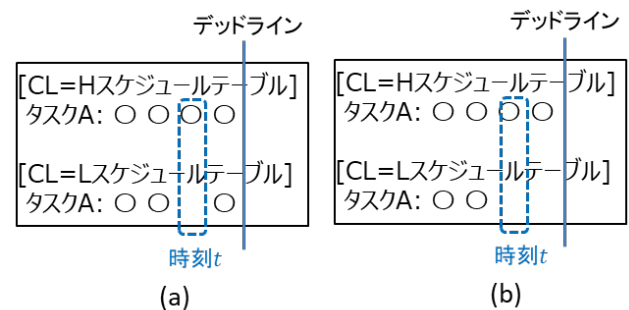 デッドライン
[CL=Hスケジュールテーブル]
タスクA: ○ ○ ○ ○
[CL=Lスケジュールテーブル]
タスクA: ○ ○ ○
時刻t
(a)
デッドライン
[CL=Hスケジュールテーブル]
タスクA: ○ ○ ○ ○
[CL=Lスケジュールテーブル]
タスクA: ○ ○
時刻t
(b)